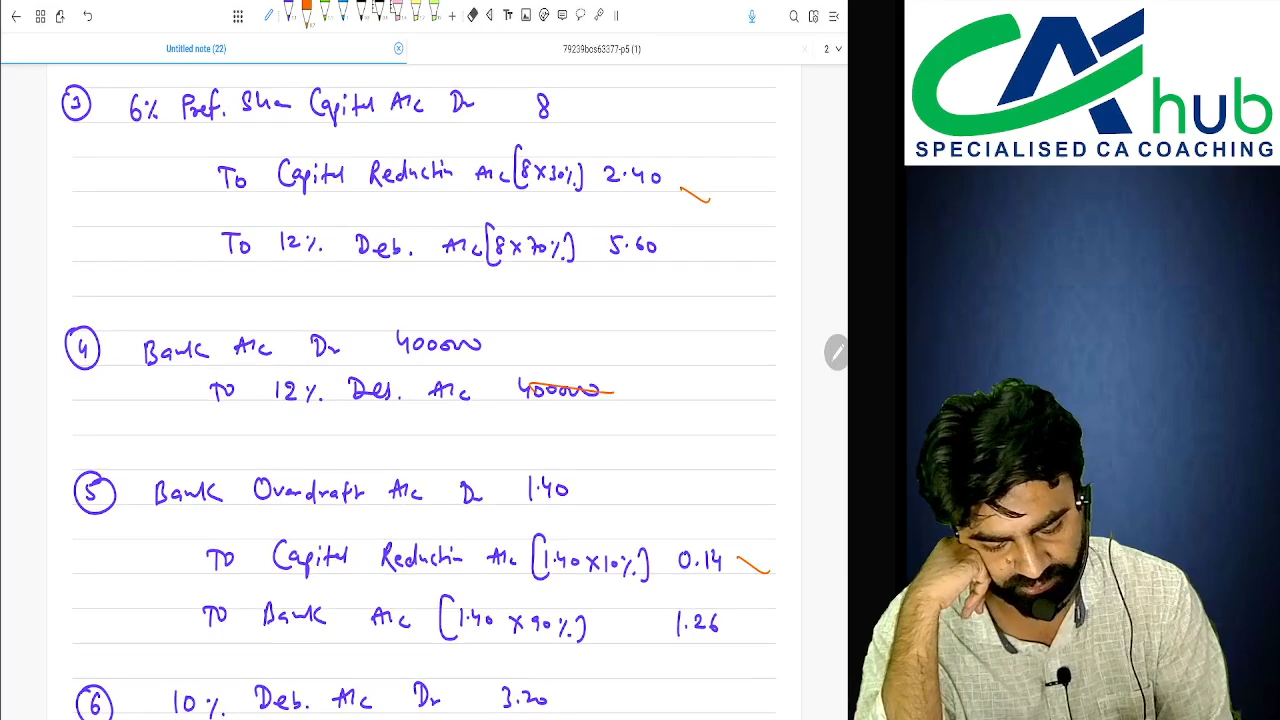 Untitled note (22)
79239bos63377-p5 (1)
2
CA hub
SPECIALISED CA COACHING
③ 6% Pref. Share Capital A/c Dr 8
To Capital Reduction A/c [8 x 30%] 2.40
To 12% Deb. A/c [8 x 70%] 5.60
④ Bank A/c Dr 400000
To 12% Deb. A/c 400000
⑤ Bank Overdraft A/c Dr 1.40
To Capital Reduction A/c [1.40 x 10%] 0.14
To Bank A/c [1.40 x 90%] 1.26
⑥ 10% Deb. A/c Dr 3.20